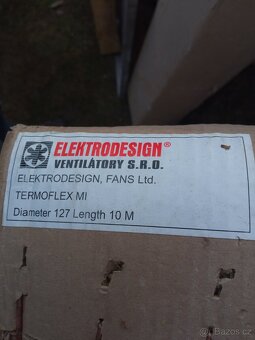 ELEKTRODESIGN®
VENTILÁTORY S.R.O.
ELEKTRODESIGN, FANS Ltd.
TERMOFLEX MI
Diameter 127 Length 10 M
Bazos.cz